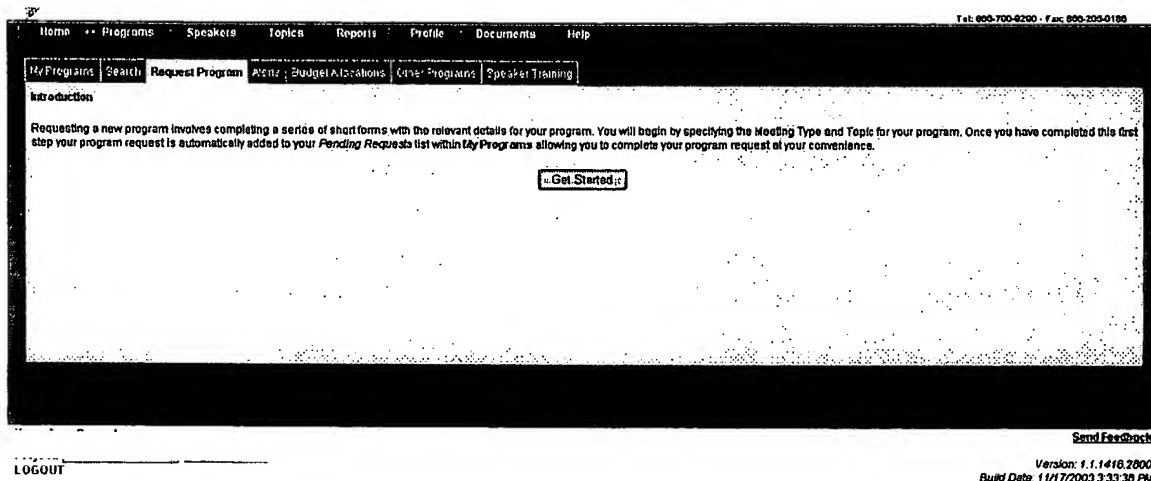 Tel: 866-700-9200 - Fax: 866-205-0186
Home Programs Speakers Topics Reports Profile Documents Help
My Programs Search Request Program Alerts Budget Allocations Other Programs Speaker Training
Introduction
Requesting a new program involves completing a series of short forms with the relevant details for your program. You will begin by specifying the Meeting Type and Topic for your program. Once you have completed this first
step your program request is automatically added to your Pending Requests list within My Programs allowing you to complete your program request at your convenience.
Get Started
Send Feedback
LOGOUT
Version: 1.1.1416.2800
Build Date: 11/17/2003 3:33:38 PM